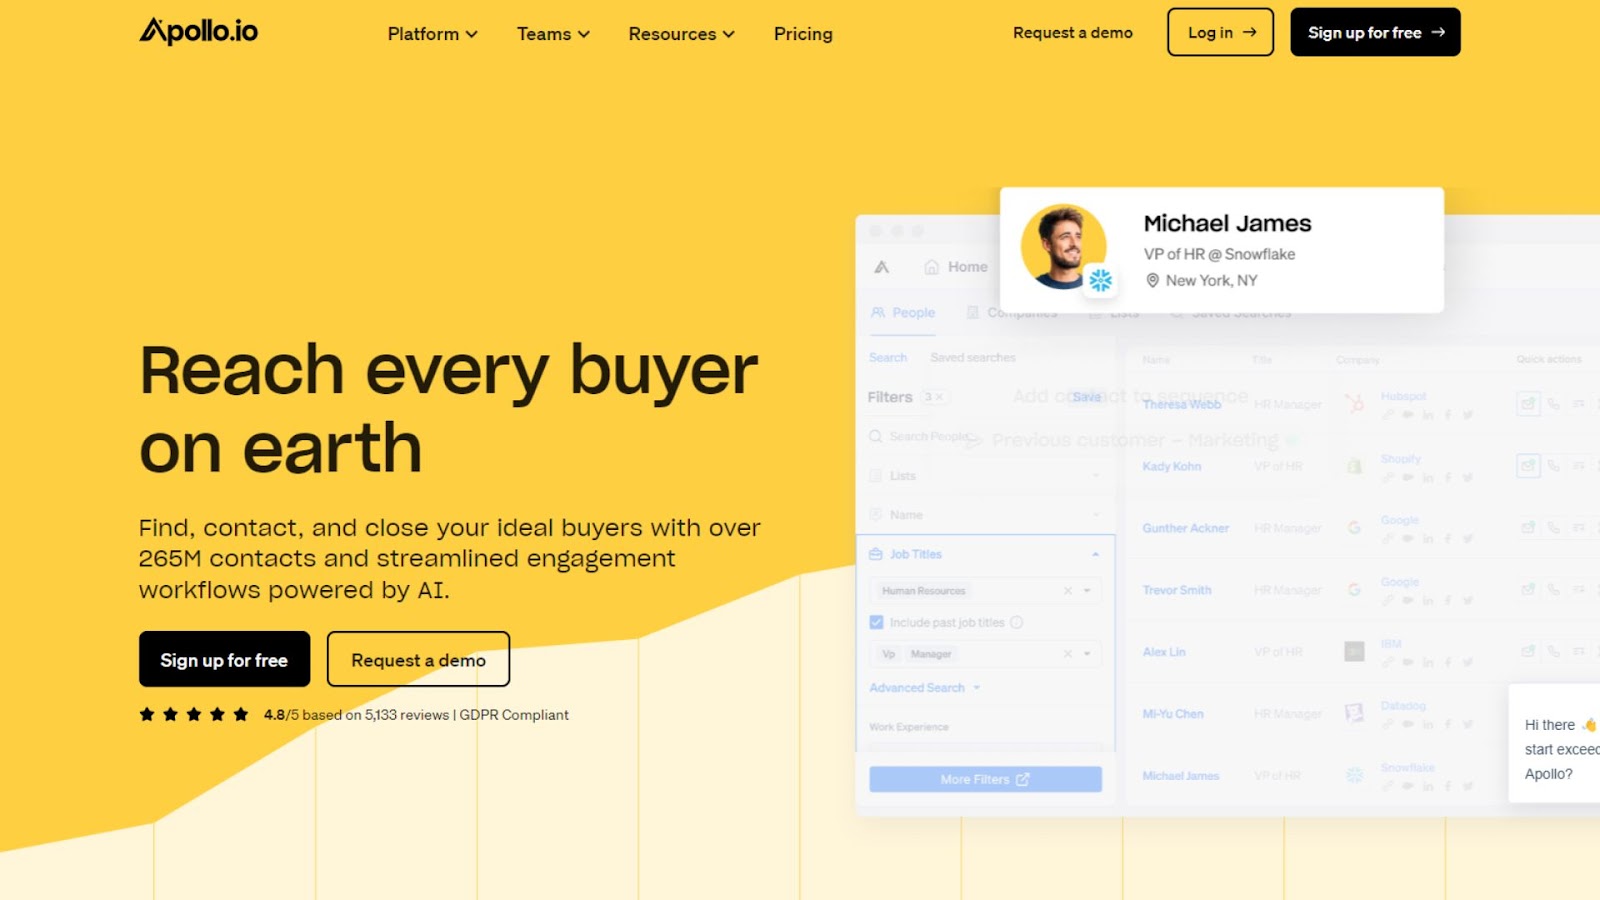 Apollo.io
Platform
Teams
Resources
Pricing
Request a demo
Log in →
Sign up for free →
Reach every buyer
on earth
Find, contact, and close your ideal buyers with over
265M contacts and streamlined engagement
workflows powered by AI.
Sign up for free
Request a demo
4.8/5 based on 5,133 reviews | GDPR Compliant
Michael James
VP of HR @ Snowflake
New York, NY
Home
People
Companies
Lists
Saved Searches
Search
Saved searches
Filters
3 ×
Save
Add contact to sequence
Search People
Previous customer – Marketing
Lists
Name
Job Titles
Human Resources
Include past job titles
Vp
Manager
Advanced Search
Work Experience
More Filters
Name
Title
Company
Quick actions
Theresa Webb
HR Manager
Hubspot
Kady Kohn
VP of HR
Shopify
Gunther Ackner
HR Manager
Google
Trevor Smith
HR Manager
Google
Alex Lin
VP of HR
IBM
Mi-Yu Chen
HR Manager
Datadog
Michael James
VP of HR
Snowflake
Hi there 👋
start exceed
Apollo?